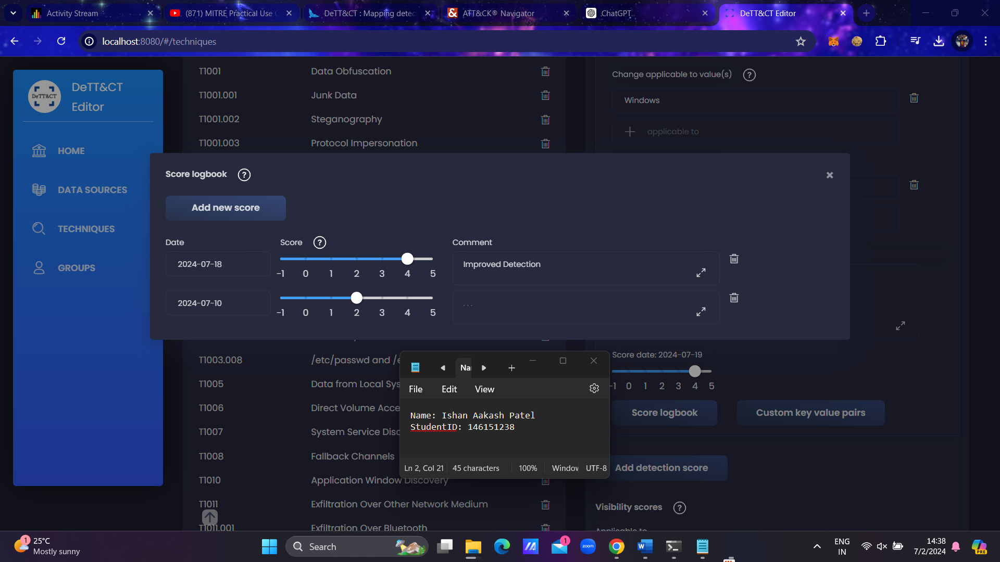 Activity Stream
(871) MITRE Practical Use C
DeTT&CT : Mapping detec
ATT&CK® Navigator
ChatGPT
DeTT&CT Editor
localhost:8080/#/techniques
DeTT&CT
DeTT&CT
Editor
HOME
DATA SOURCES
TECHNIQUES
GROUPS
T1001 Data Obfuscation
T1001.001 Junk Data
T1001.002 Steganography
T1001.003 Protocol Impersonation
Change applicable to value(s) ?
Windows
applicable to
Score logbook ?
Add new score
Date Score ? Comment
2024-07-18
-1 0 1 2 3 4 5
Improved Detection
2024-07-10
-1 0 1 2 3 4 5
...
T1003.008 /etc/passwd and /e
T1005 Data from Local Sys
T1006 Direct Volume Acce
T1007 System Service Disc
T1008 Fallback Channels
T1010 Application Window Discovery
T1011 Exfiltration Over Other Network Medium
T1011.001 Exfiltration Over Bluetooth
Nar
File Edit View
Name: Ishan Aakash Patel
StudentID: 146151238
Ln 2, Col 21 45 characters 100% Window UTF-8
Score date: 2024-07-19
-1 0 1 2 3 4 5
Score logbook
Custom key value pairs
Add detection score
Visibility scores ?
Applicable to
1
25°C
Mostly sunny
Search
1
zoom
W
ENG
IN
14:38
7/2/2024
PRE